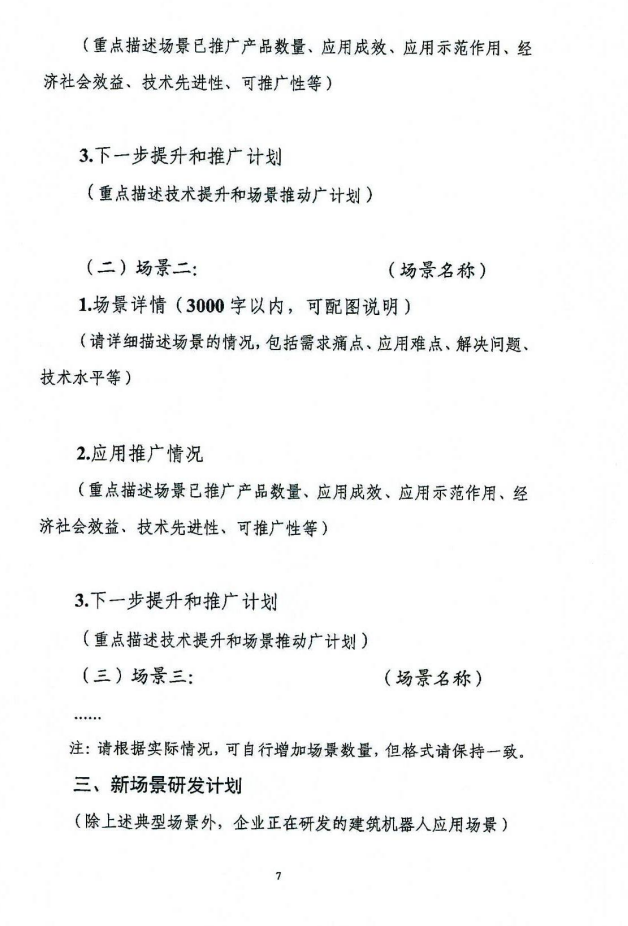 （重点描述场景已推广产品数量、应用成效、应用示范作用、经
济社会效益、技术先进性、可推广性等）
3.下一步提升和推广计划
（重点描述技术提升和场景推动广计划）
（二）场景二： （场景名称）
1.场景详情（3000 字以内，可配图说明）
（请详细描述场景的情况，包括需求痛点、应用难点、解决问题、
技术水平等）
2.应用推广情况
（重点描述场景已推广产品数量、应用成效、应用示范作用、经
济社会效益、技术先进性、可推广性等）
3.下一步提升和推广计划
（重点描述技术提升和场景推动广计划）
（三）场景三： （场景名称）
……
注：请根据实际情况，可自行增加场景数量，但格式请保持一致。
三、新场景研发计划
（除上述典型场景外，企业正在研发的建筑机器人应用场景）
7